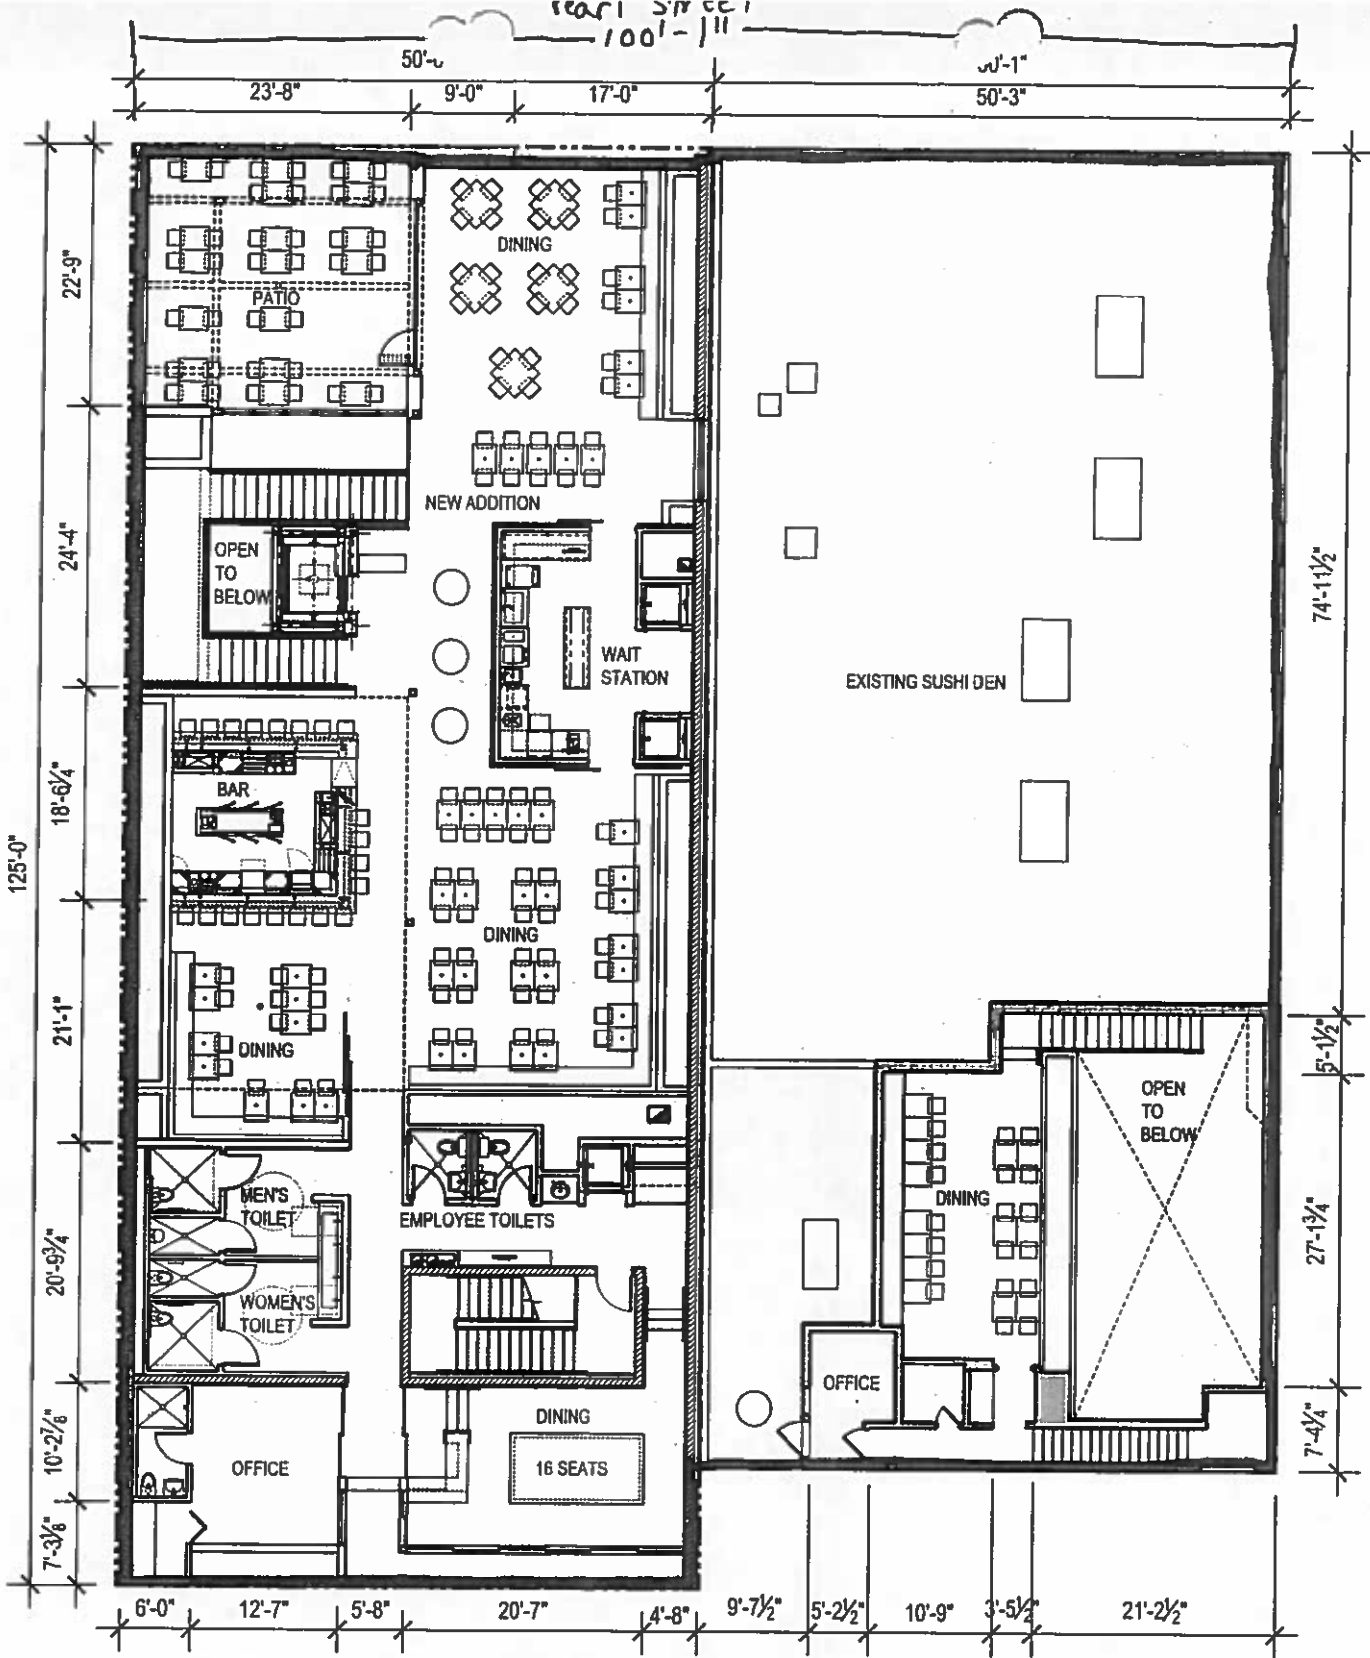 Pearl Street
100'-1"
50'-0
50'-1"
23'-8"
9'-0"
17'-0"
50'-3"
22'-9"
24'-4"
18'-6¼"
21'-1"
20'-9¾"
10'-2⅞"
7'-3⅛"
125'-0"
DINING
PATIO
NEW ADDITION
OPEN
TO
BELOW
WAIT
STATION
EXISTING SUSHI DEN
74'-11½"
BAR
DINING
DINING
5'-1½"
OPEN
TO
BELOW
MEN'S
TOILET
EMPLOYEE TOILETS
DINING
27'-1¾"
WOMEN'S
TOILET
OFFICE
DINING
16 SEATS
OFFICE
7'-4¼"
6'-0"
12'-7"
5'-8"
20'-7"
4'-8"
9'-7½"
5'-2½"
10'-9"
3'-5½"
21'-2½"